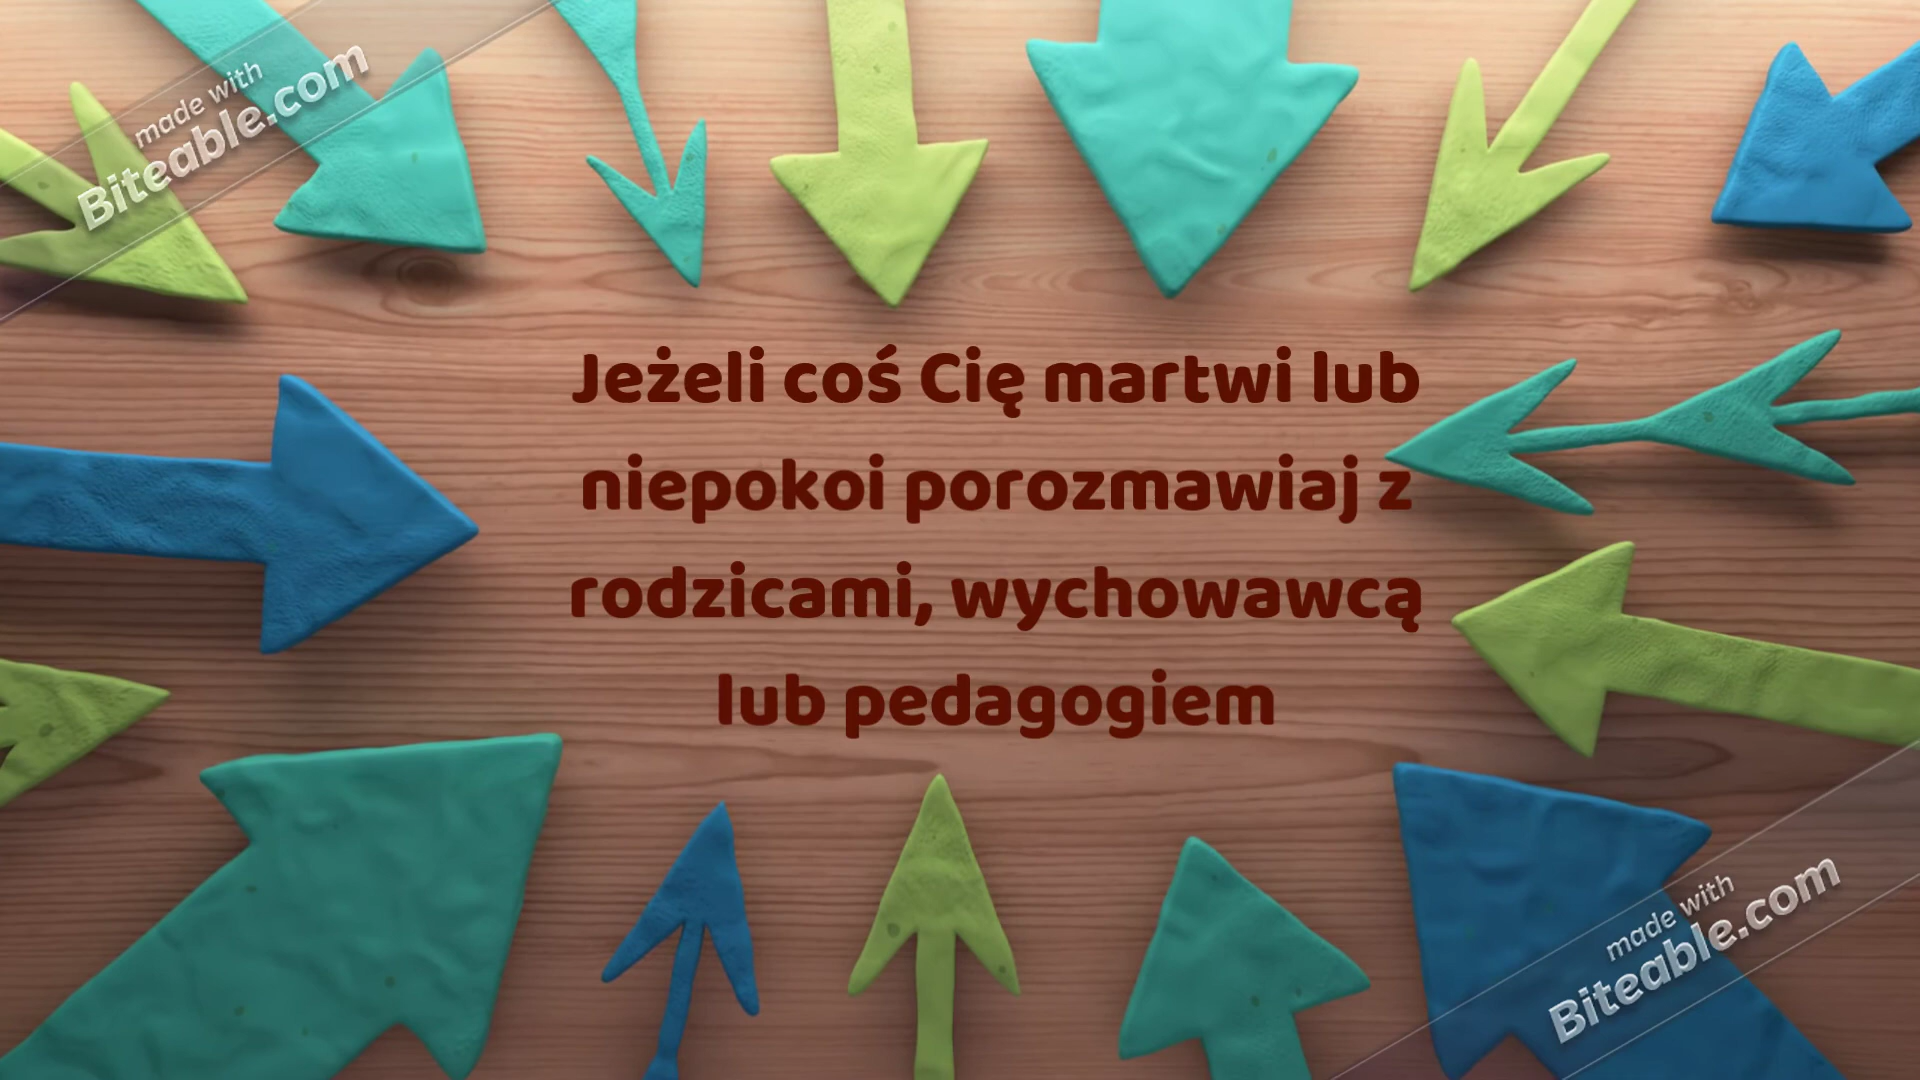 made with
Biteable.com
Jeżeli coś Cię martwi lub
niepokoi porozmawiaj z
rodzicami, wychowawcą
lub pedagogiem
made with
Biteable.com